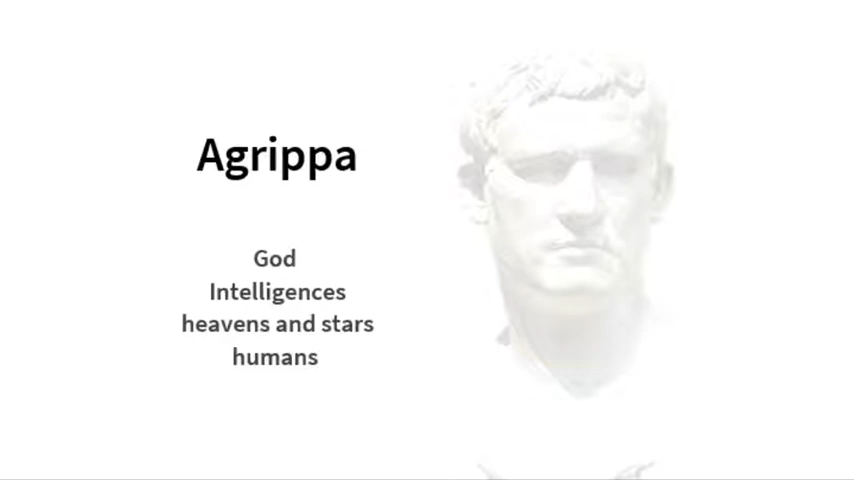 Agrippa
God
Intelligences
heavens and stars
humans